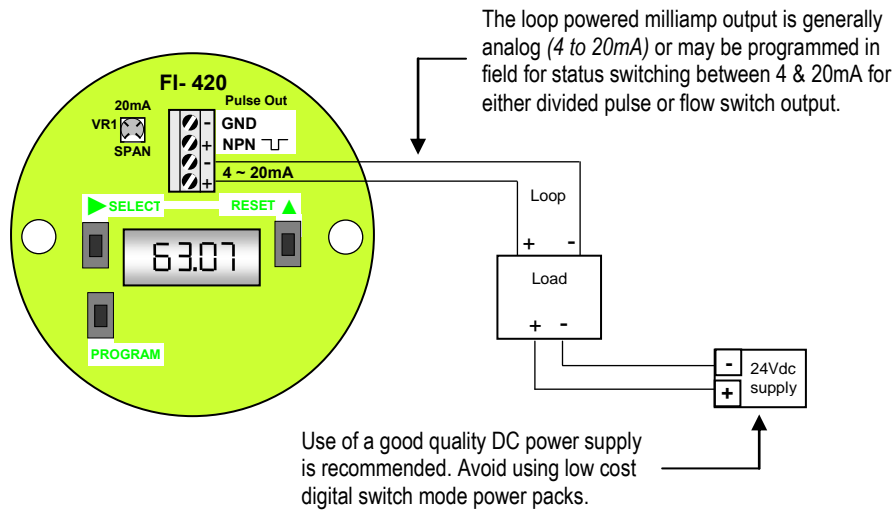 The loop powered milliamp output is generally
analog (4 to 20mA) or may be programmed in
field for status switching between 4 & 20mA for
either divided pulse or flow switch output.
FI- 420
20mA
VR1
SPAN
Pulse Out
- GND
+ NPN
-
+ 4 ~ 20mA
SELECT
RESET
63.07
PROGRAM
Loop
+ -
Load
+ -
-
+
24Vdc
supply
Use of a good quality DC power supply
is recommended. Avoid using low cost
digital switch mode power packs.